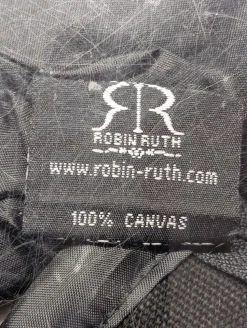 RR
ROBIN RUTH
www.robin-ruth.com
100% CANVAS